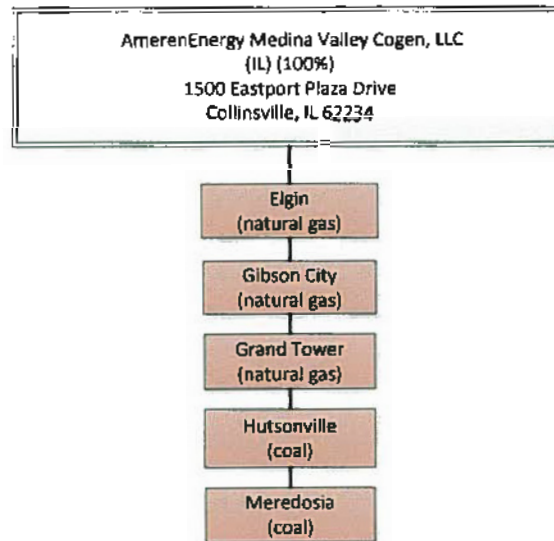 AmerenEnergy Medina Valley Cogen, LLC
(IL) (100%)
1500 Eastport Plaza Drive
Collinsville, IL 62234
Elgin
(natural gas)
Gibson City
(natural gas)
Grand Tower
(natural gas)
Hutsonville
(coal)
Meredosia
(coal)